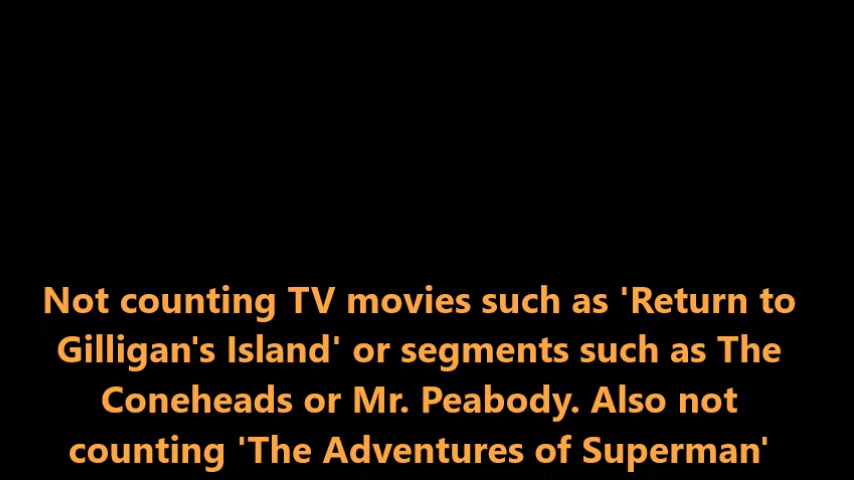 Not counting TV movies such as 'Return to
Gilligan's Island' or segments such as The
Coneheads or Mr. Peabody. Also not
counting 'The Adventures of Superman'